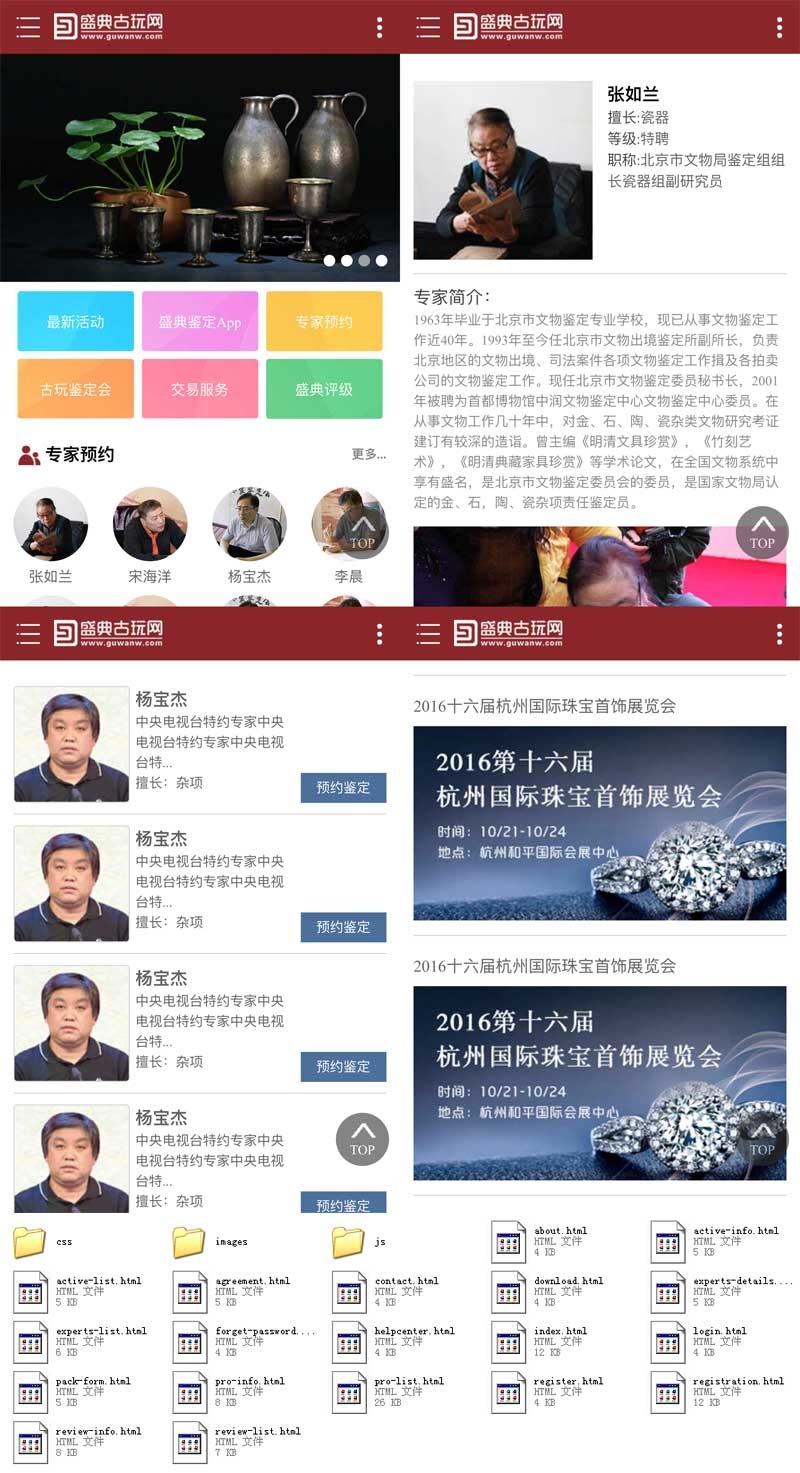 盛典古玩网
www.guwanw.com
最新活动
盛典鉴定App
专家预约
古玩鉴定会
交易服务
盛典评级
专家预约
更多...
张如兰
宋海洋
杨宝杰
李晨
TOP
盛典古玩网
www.guwanw.com
张如兰
擅长:瓷器
等级:特聘
职称:北京市文物局鉴定组组
长瓷器组副研究员
专家简介:
1963年毕业于北京市文物鉴定专业学校，现已从事文物鉴定工
作近40年。1993年至今任北京市文物出境鉴定所副所长，负责
北京地区的文物出境、司法案件各项文物鉴定工作揖及各拍卖
公司的文物鉴定工作。现任北京市文物鉴定委员秘书长，2001
年被聘为首都博物馆中润文物鉴定中心文物鉴定中心委员。在
从事文物工作几十年中，对金、石、陶、瓷杂类文物研究考证
建订有较深的造诣。曾主编《明清文具珍赏》，《竹刻艺
术》，《明清典藏家具珍赏》等学术论文，在全国文物系统中
享有盛名，是北京市文物鉴定委员会的委员，是国家文物局认
定的金、石，陶、瓷杂项责任鉴定员。
TOP
盛典古玩网
www.guwanw.com
杨宝杰
中央电视台特约专家中央
电视台特约专家中央电视
台特...
擅长：杂项
预约鉴定
杨宝杰
中央电视台特约专家中央
电视台特约专家中央电视
台特...
擅长：杂项
预约鉴定
杨宝杰
中央电视台特约专家中央
电视台特约专家中央电视
台特...
擅长：杂项
预约鉴定
杨宝杰
中央电视台特约专家中央
电视台特约专家中央电视
台特...
擅长：杂项
预约鉴定
TOP
盛典古玩网
www.guwanw.com
2016十六届杭州国际珠宝首饰展览会
2016第十六届
杭州国际珠宝首饰展览会
时间：10/21-10/24
地点：杭州和平国际会展中心
2016十六届杭州国际珠宝首饰展览会
2016第十六届
杭州国际珠宝首饰展览会
时间：10/21-10/24
地点：杭州和平国际会展中心
TOP
css
images
js
about.html
HTML 文件
4 KB
active-info.html
HTML 文件
5 KB
active-list.html
HTML 文件
5 KB
agreement.html
HTML 文件
5 KB
contact.html
HTML 文件
4 KB
download.html
HTML 文件
4 KB
experts-details....
HTML 文件
5 KB
experts-list.html
HTML 文件
6 KB
forget-password....
HTML 文件
4 KB
helpcenter.html
HTML 文件
4 KB
index.html
HTML 文件
12 KB
login.html
HTML 文件
4 KB
pack-form.html
HTML 文件
5 KB
pro-info.html
HTML 文件
8 KB
pro-list.html
HTML 文件
26 KB
register.html
HTML 文件
4 KB
registration.html
HTML 文件
12 KB
review-info.html
HTML 文件
8 KB
review-list.html
HTML 文件
7 KB